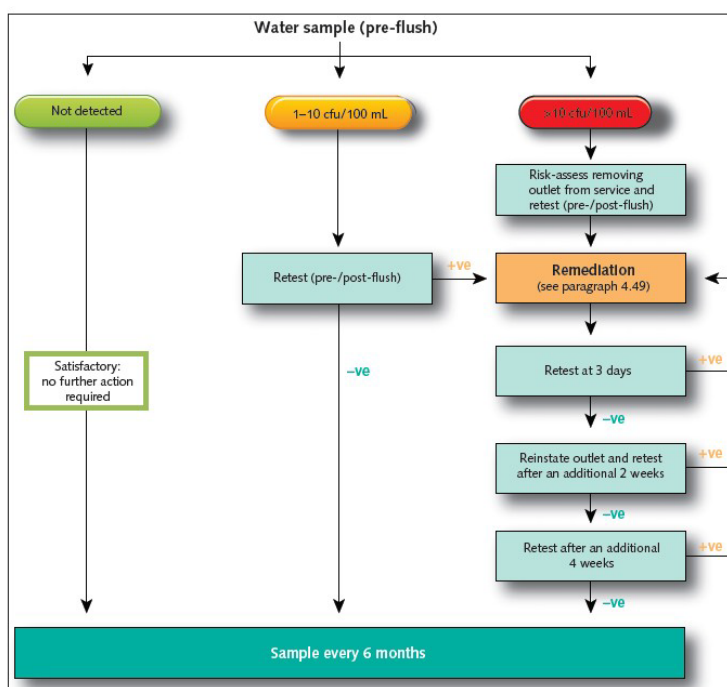 Water sample (pre-flush)
Not detected
1–10 cfu/100 mL
>10 cfu/100 mL
Risk-assess removing
outlet from service and
retest (pre-/post-flush)
Retest (pre-/post-flush)
+ve
Remediation
(see paragraph 4.49)
Satisfactory:
no further action
required
–ve
Retest at 3 days
+ve
–ve
Reinstate outlet and retest
after an additional 2 weeks
+ve
–ve
Retest after an additional
4 weeks
+ve
–ve
Sample every 6 months